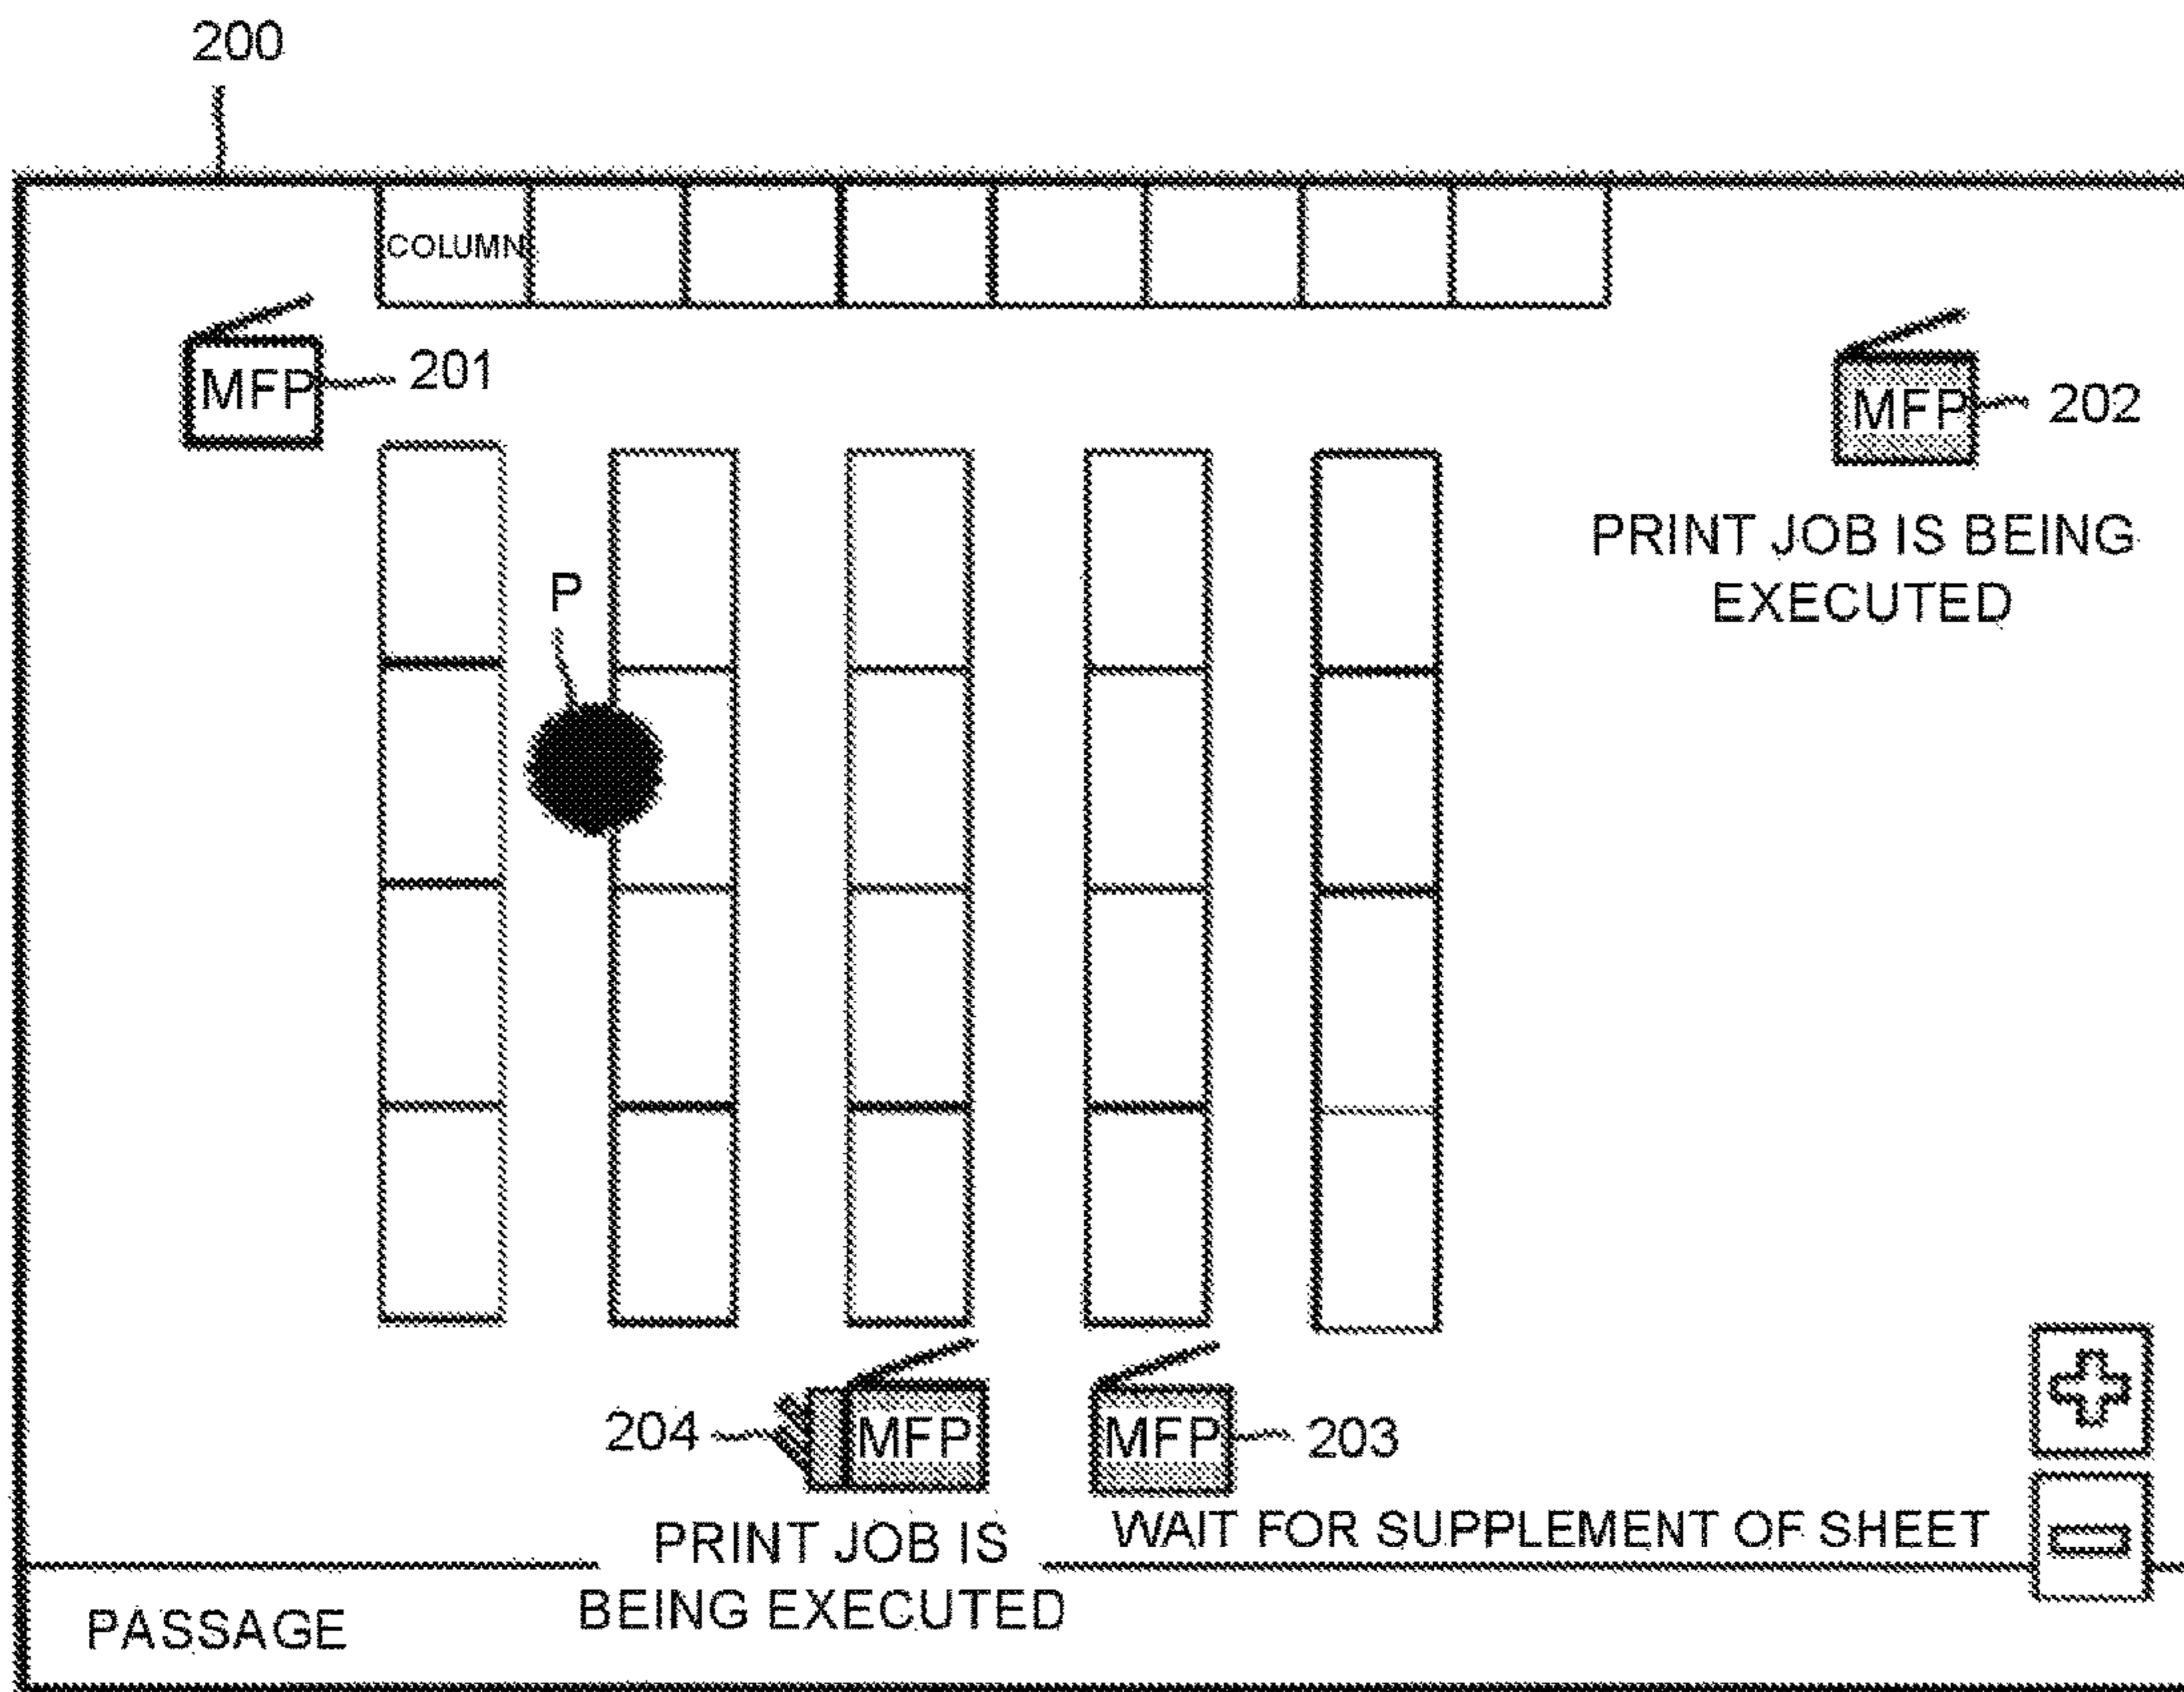 200
COLUMN
MFP
201
MFP
202
PRINT JOB IS BEING
EXECUTED
P
204
MFP
MFP
203
PRINT JOB IS
BEING EXECUTED
WAIT FOR SUPPLEMENT OF SHEET
PASSAGE